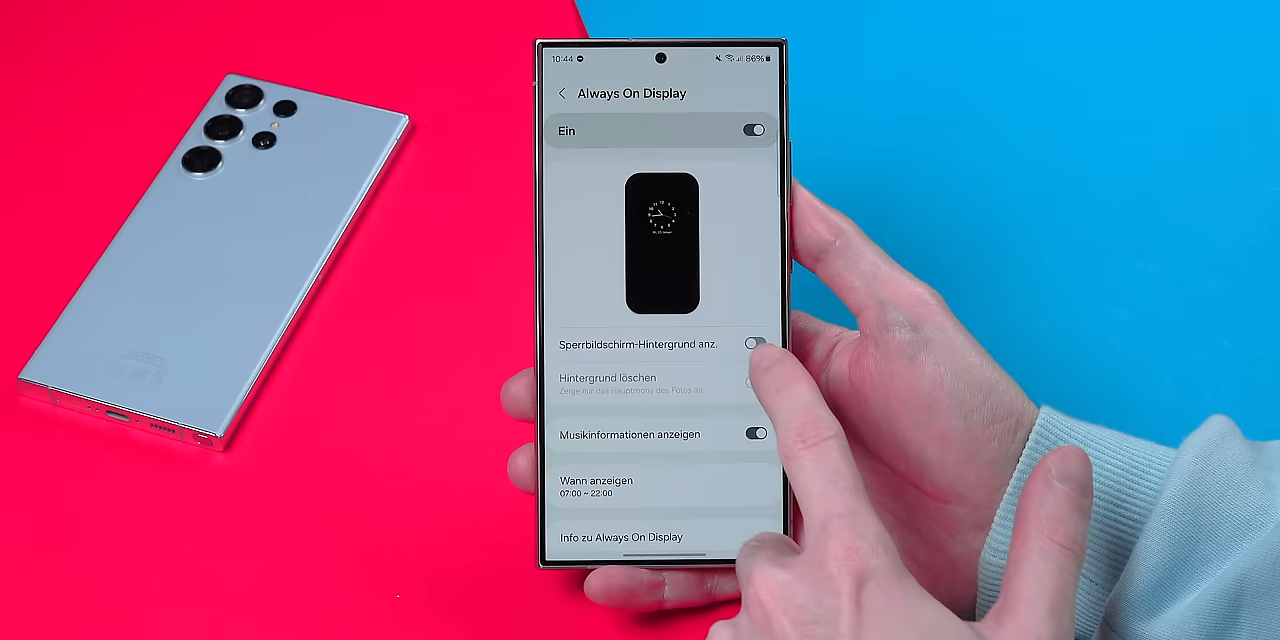 10:44
86%
Always On Display
Ein
Sperrbildschirm-Hintergrund anz.
Hintergrund löschen
Zeige nur das Hauptmotiv des Fotos an.
Musikinformationen anzeigen
Wann anzeigen
07:00 ~ 22:00
Info zu Always On Display